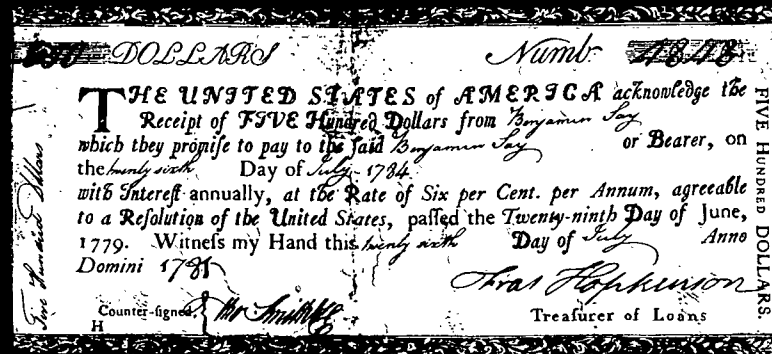 500 DOLLARS Numb. 4848
THE UNITED STATES of AMERICA acknowledge the
Receipt of FIVE Hundred Dollars from Benjamin Say
which they promise to pay to the said Benjamin Say or Bearer, on
the twenty sixth Day of July 1784
with Interest annually, at the Rate of Six per Cent. per Annum, agreeable
to a Resolution of the United States, passed the Twenty-ninth Day of June,
1779. Witness my Hand this twenty sixth Day of July Anno
Domini 1781
Fras Hopkinson
Counter-signed, Tho Smith
H Treasurer of Loans
Five Hundred Dollars
FIVE HUNDRED DOLLARS.